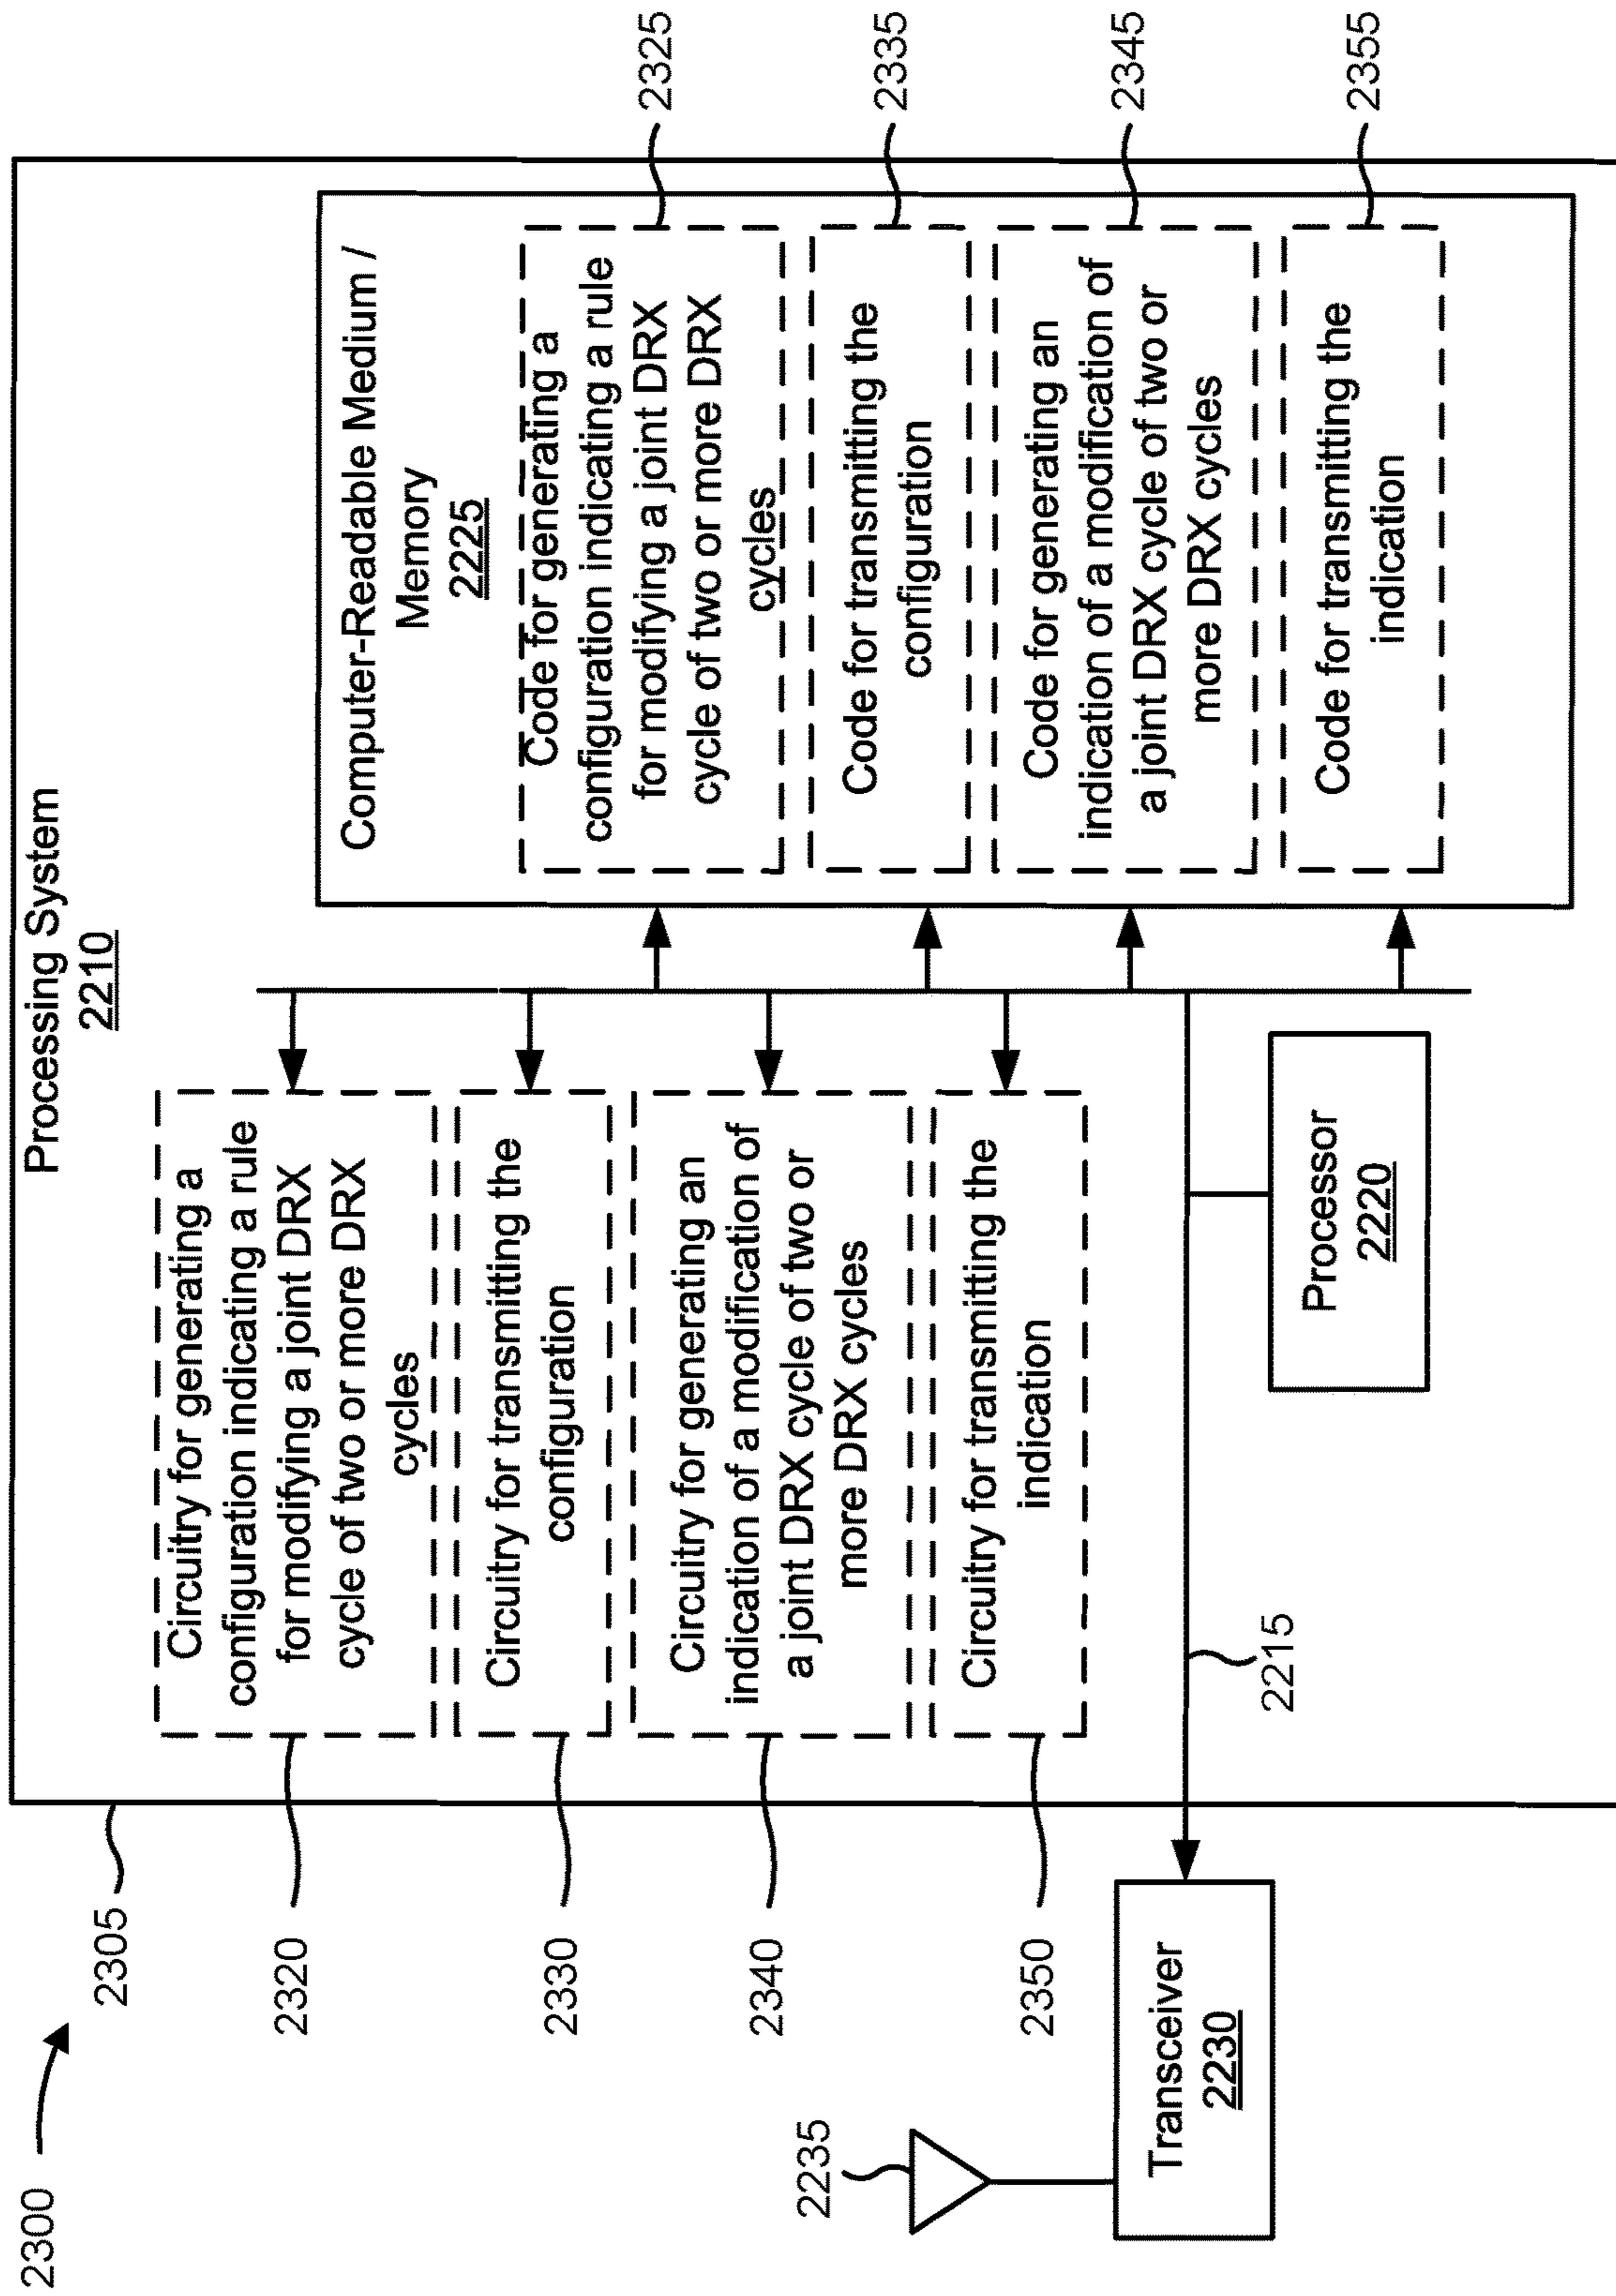 2300
2305
Processing System
2210
Circuitry for generating a
configuration indicating a rule
for modifying a joint DRX
cycle of two or more DRX
cycles
2320
Circuitry for transmitting the
configuration
2330
Circuitry for generating an
indication of a modification of
a joint DRX cycle of two or
more DRX cycles
2340
Circuitry for transmitting the
indication
2350
Computer-Readable Medium /
Memory
2225
Code for generating a
configuration indicating a rule
for modifying a joint DRX
cycle of two or more DRX
cycles
2325
Code for transmitting the
configuration
2335
Code for generating an
indication of a modification of
a joint DRX cycle of two or
more DRX cycles
2345
Code for transmitting the
indication
2355
2235
Transceiver
2230
2215
Processor
2220